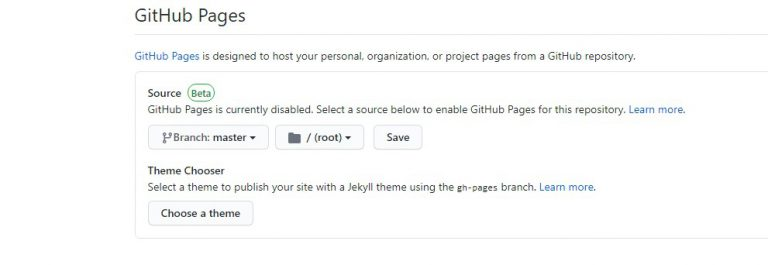 GitHub Pages
GitHub Pages is designed to host your personal, organization, or project pages from a GitHub repository.
Source Beta
GitHub Pages is currently disabled. Select a source below to enable GitHub Pages for this repository. Learn more.
Branch: master / (root) Save
Theme Chooser
Select a theme to publish your site with a Jekyll theme using the gh-pages branch. Learn more.
Choose a theme